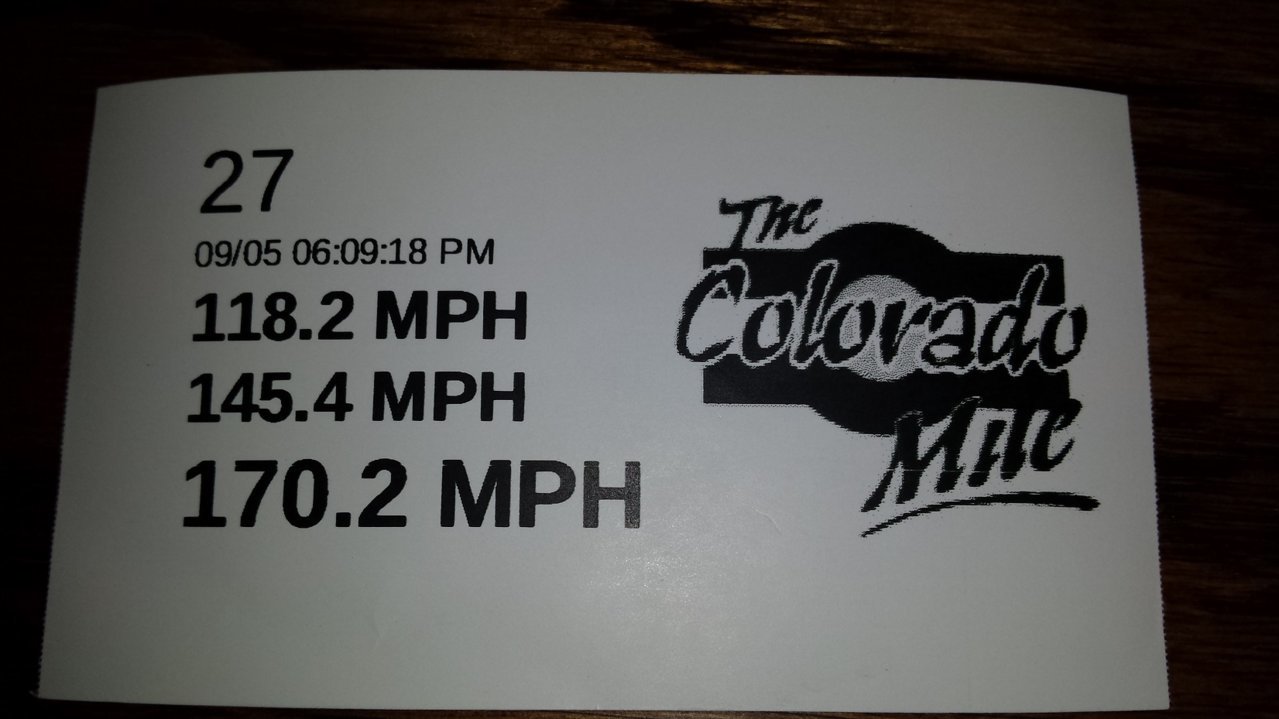 27
09/05 06:09:18 PM
118.2 MPH
145.4 MPH
170.2 MPH
The
Colorado
Mile